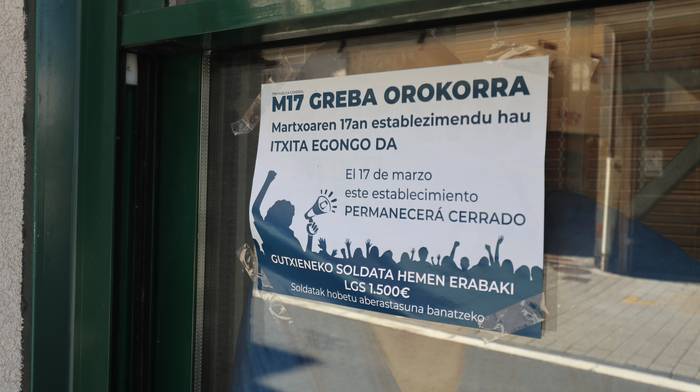 M17 GREBA OROKORRA
Martxoaren 17an establezimendu hau
ITXITA EGONGO DA
El 17 de marzo
este establecimiento
PERMANECERÁ CERRADO
GUTXIENEKO SOLDATA HEMEN ERABAKI
LGS 1.500€
Soldatak hobetu aberastasuna banatzeko